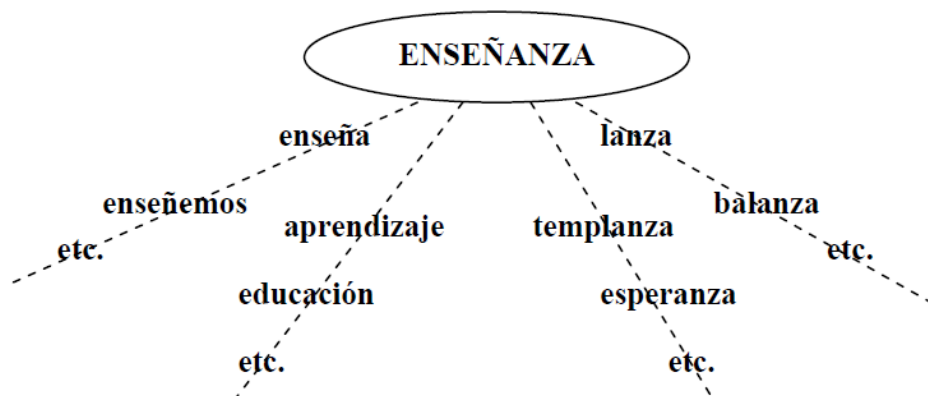 ENSEÑANZA
enseña lanza
enseñemos balanza
aprendizaje templanza
etc. etc.
educación esperanza
etc. etc.